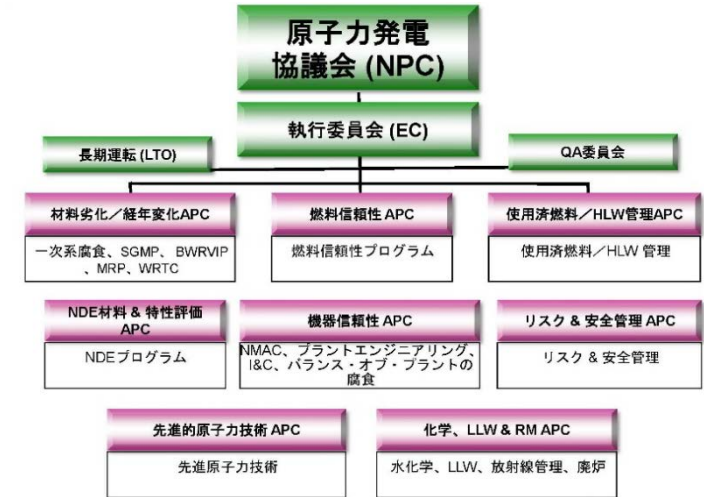 原子力発電
協議会 (NPC)
執行委員会 (EC)
長期運転 (LTO)
QA委員会
材料劣化／経年変化APC
燃料信頼性 APC
使用済燃料／HLW管理APC
一次系腐食、SGMP、 BWRVIP
、MRP、WRTC
燃料信頼性プログラム
使用済燃料／HLW 管理
NDE材料 & 特性評価
APC
機器信頼性 APC
リスク & 安全管理 APC
NDEプログラム
NMAC、プラントエンジニアリング、
I&C、バランス・オブ・プラントの
腐食
リスク & 安全管理
先進的原子力技術 APC
化学、LLW & RM APC
先進原子力技術
水化学、LLW、放射線管理、廃炉